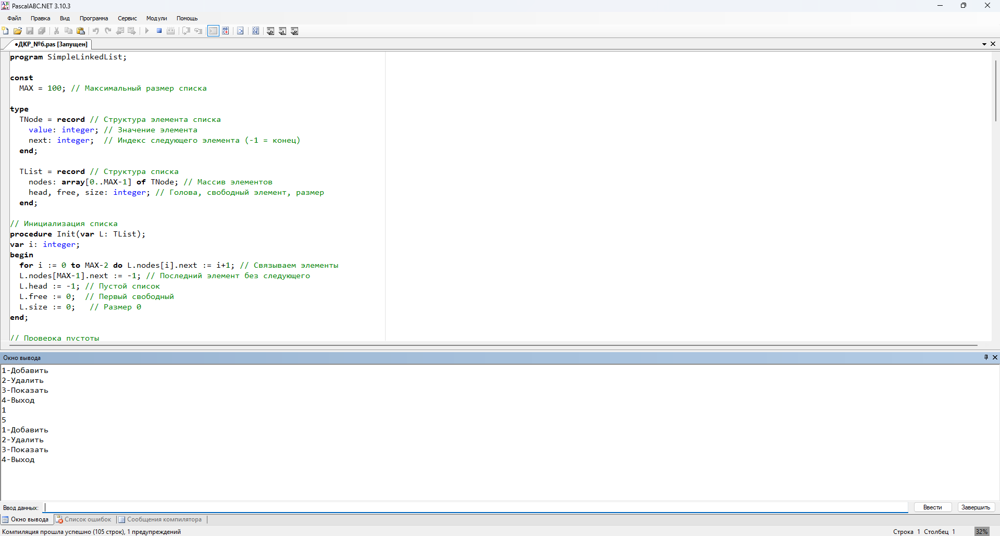 PascalABC.NET 3.10.3
Файл Правка Вид Программа Сервис Модули Помощь
•ДКР_№6.pas [Запущен]
program SimpleLinkedList;
const
MAX = 100; // Максимальный размер списка
type
TNode = record // Структура элемента списка
value: integer; // Значение элемента
next: integer;  // Индекс следующего элемента (-1 = конец)
end;
TList = record // Структура списка
nodes: array[0..MAX-1] of TNode; // Массив элементов
head, free, size: integer; // Голова, свободный элемент, размер
end;
// Инициализация списка
procedure Init(var L: TList);
var i: integer;
begin
for i := 0 to MAX-2 do L.nodes[i].next := i+1; // Связываем элементы
L.nodes[MAX-1].next := -1; // Последний элемент без следующего
L.head := -1; // Пустой список
L.free := 0;  // Первый свободный
L.size := 0;   // Размер 0
end;
// Проверка пустоты
Окно вывода
1-Добавить
2-Удалить
3-Показать
4-Выход
1
5
1-Добавить
2-Удалить
3-Показать
4-Выход
Ввод данных: Ввести Завершить
Окно вывода Список ошибок Сообщения компилятора
Компиляция прошла успешно (105 строк), 1 предупреждений Строка 1 Столбец 1 32%